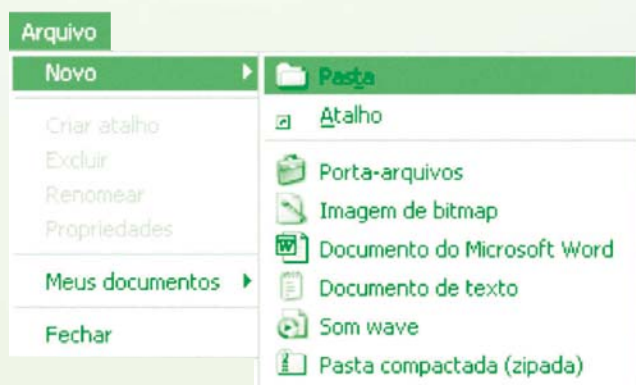 Arquivo
Novo
Criar atalho
Excluir
Renomear
Propriedades
Meus documentos
Fechar
Pasta
Atalho
Porta-arquivos
Imagem de bitmap
Documento do Microsoft Word
Documento de texto
Som wave
Pasta compactada (zipada)